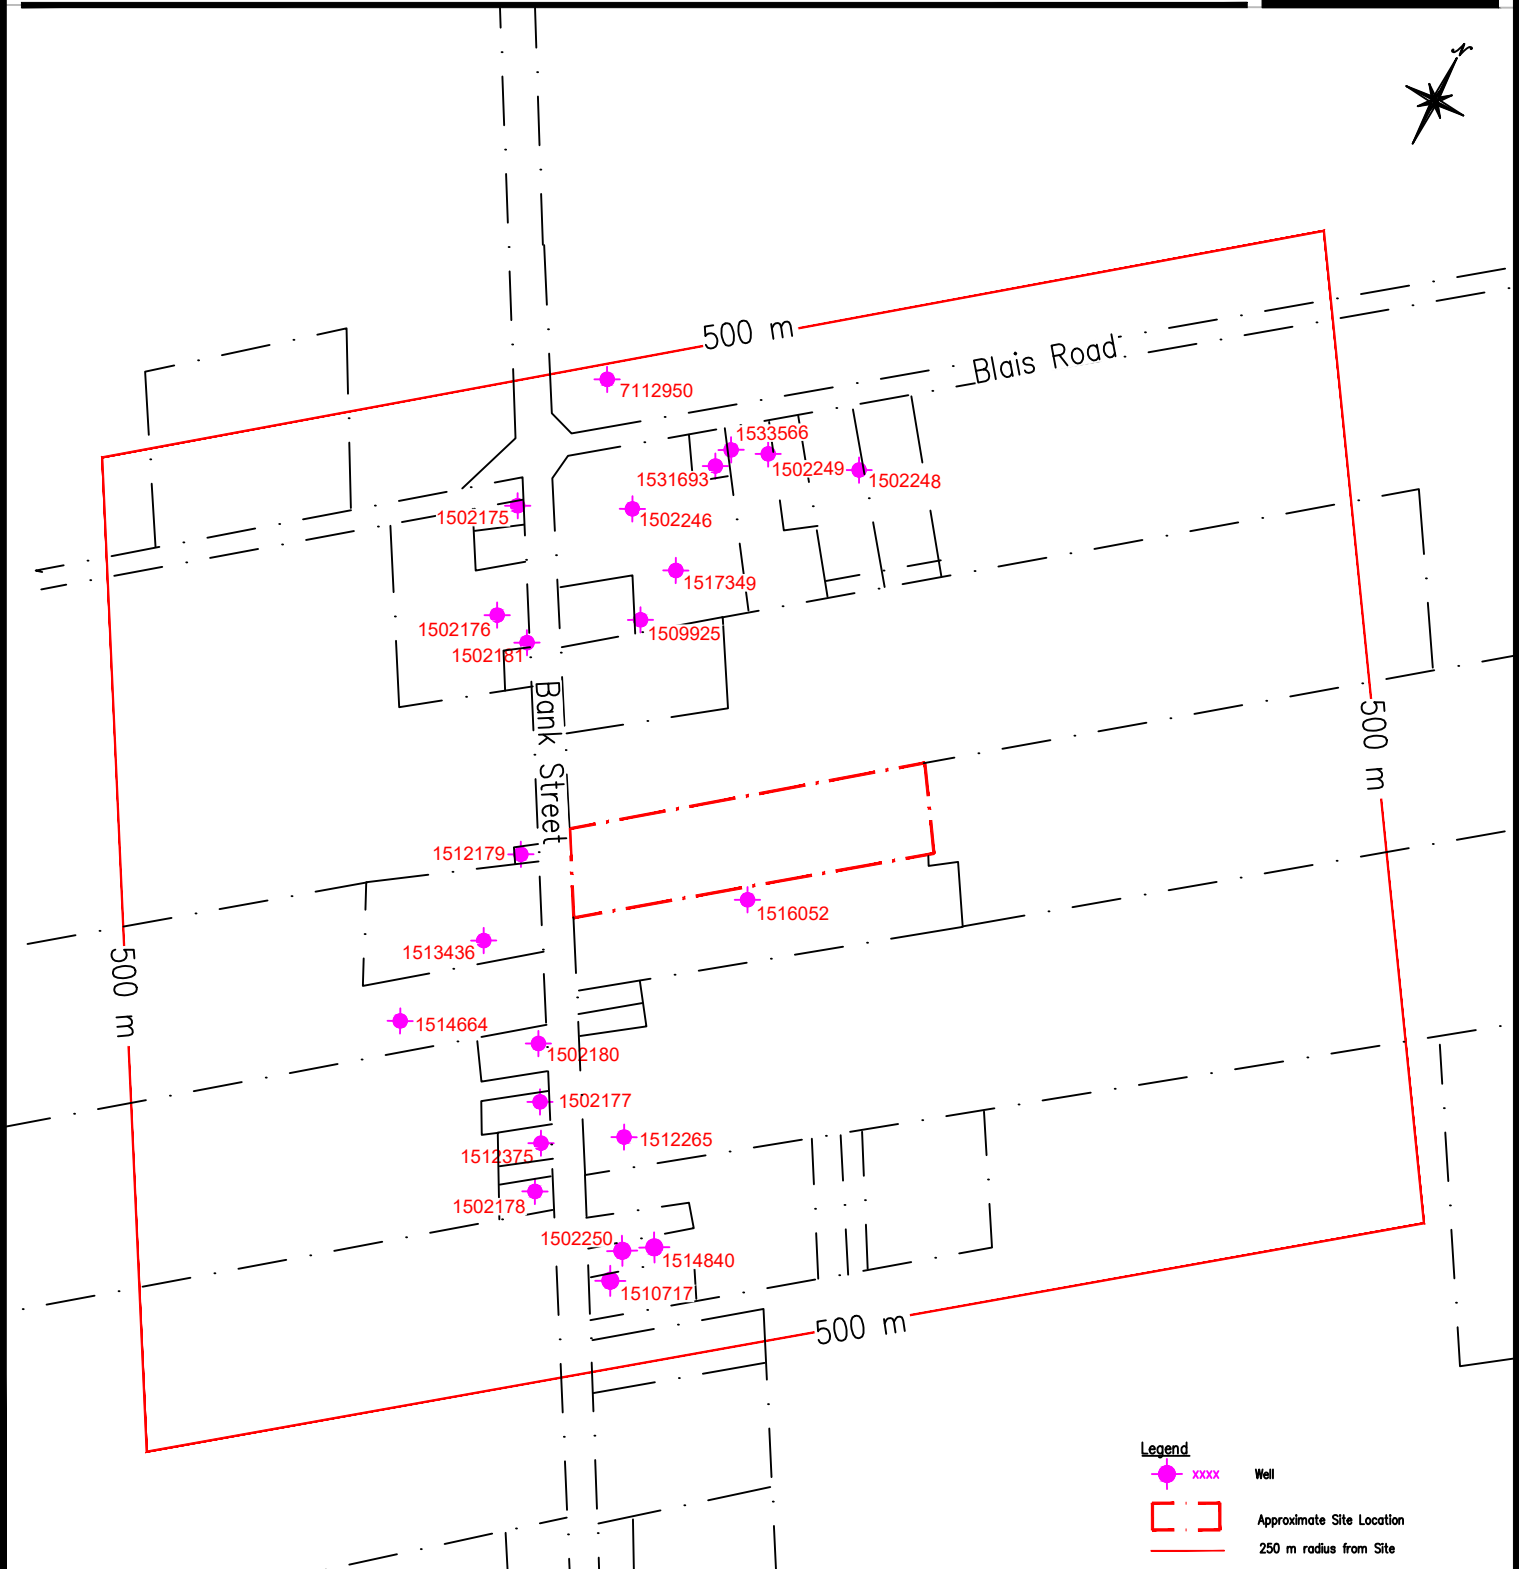 N
500 m
Blais Road
7112950
1533566
1531693
1502249
1502248
1502175
1502246
1517349
1502176
1509925
1502181
Bank Street
500 m
1512179
1516052
1513436
500 m
1514664
1502180
1502177
1512265
1512375
1502178
1502250
1514840
1510717
500 m
Legend
xxxx Well
Approximate Site Location
250 m radius from Site